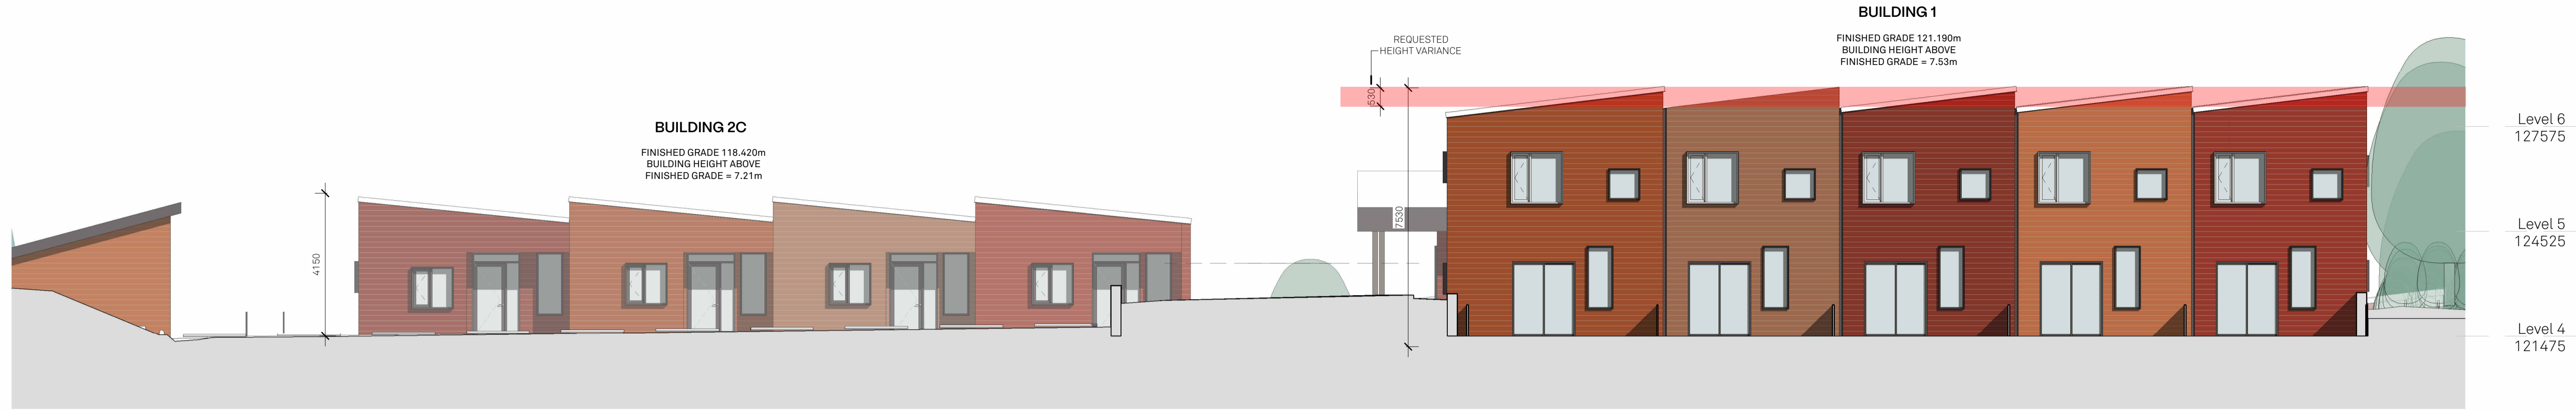 BUILDING 1
FINISHED GRADE 121.190m
BUILDING HEIGHT ABOVE
FINISHED GRADE = 7.53m
REQUESTED
HEIGHT VARIANCE
530
BUILDING 2C
FINISHED GRADE 118.420m
BUILDING HEIGHT ABOVE
FINISHED GRADE = 7.21m
4150
7530
Level 6
127575
Level 5
124525
Level 4
121475